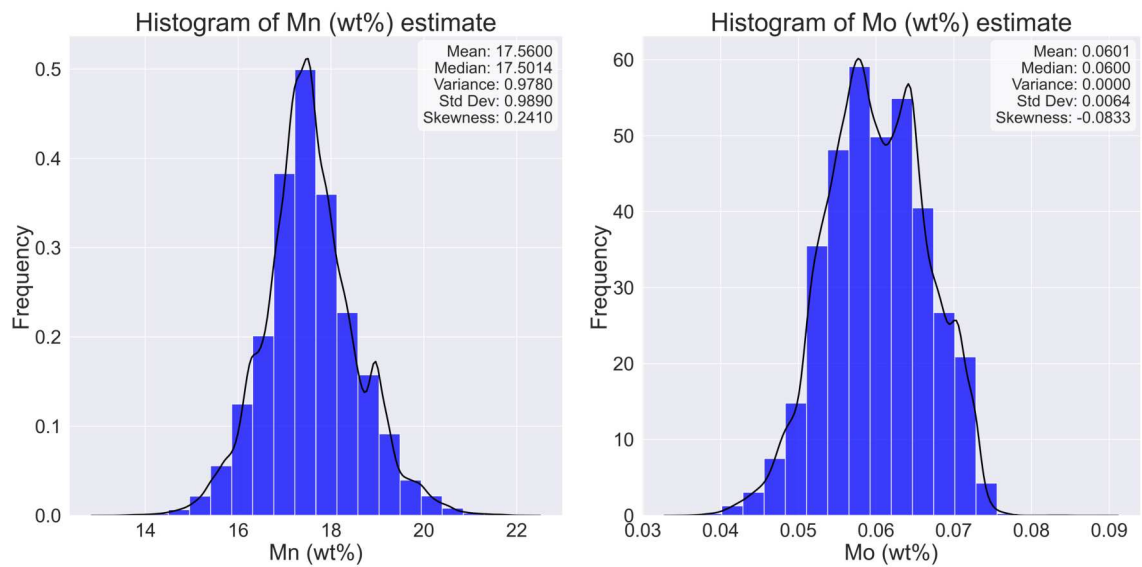 Histogram of Mn (wt%) estimate
Mean: 17.5600
Median: 17.5014
Variance: 0.9780
Std Dev: 0.9890
Skewness: 0.2410
0.5
0.4
0.3
0.2
0.1
0.0
Frequency
14 16 18 20 22
Mn (wt%)
Histogram of Mo (wt%) estimate
Mean: 0.0601
Median: 0.0600
Variance: 0.0000
Std Dev: 0.0064
Skewness: -0.0833
60
50
40
30
20
10
0
Frequency
0.03 0.04 0.05 0.06 0.07 0.08 0.09
Mo (wt%)